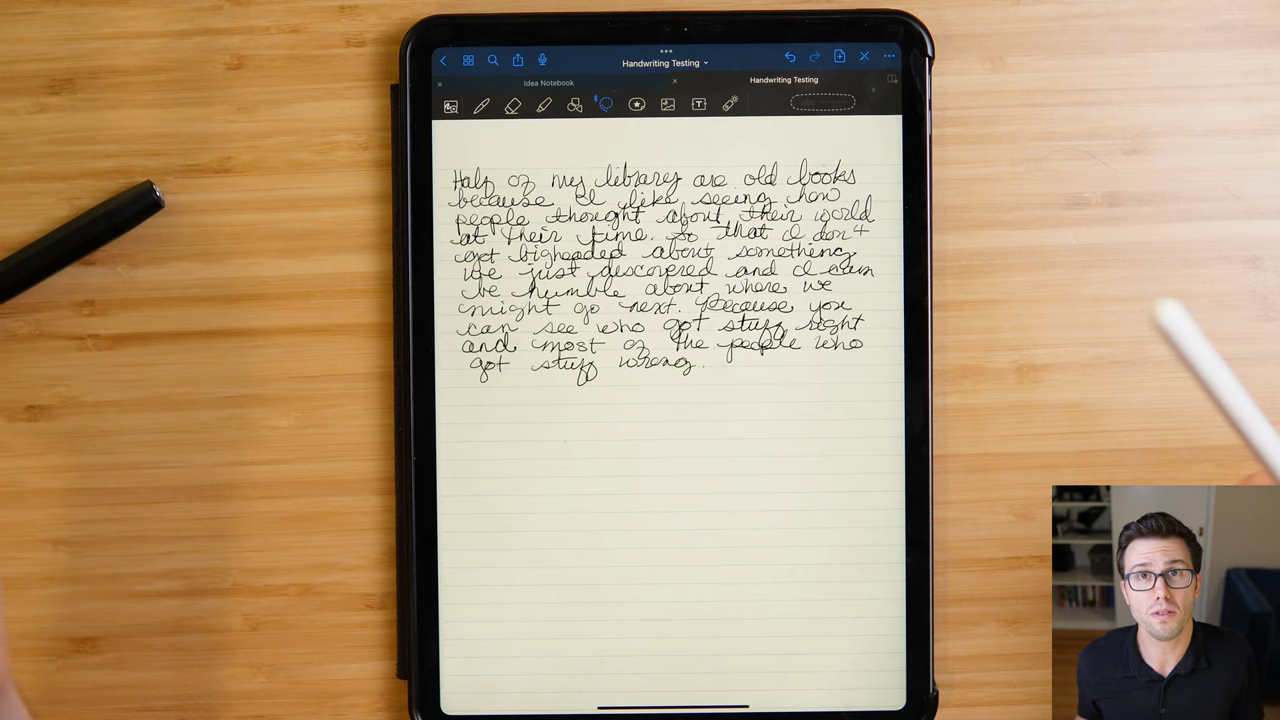 Handwriting Testing
Idea Notebook
Handwriting Testing
Half of my library are old books
because I like seeing how
people thought about their world
at their time. So that I don't
get bigheaded about something
we just discovered and I can
be humble about where we
might go next. Because you
can see who got stuff right
and most of the people who
got stuff wrong.